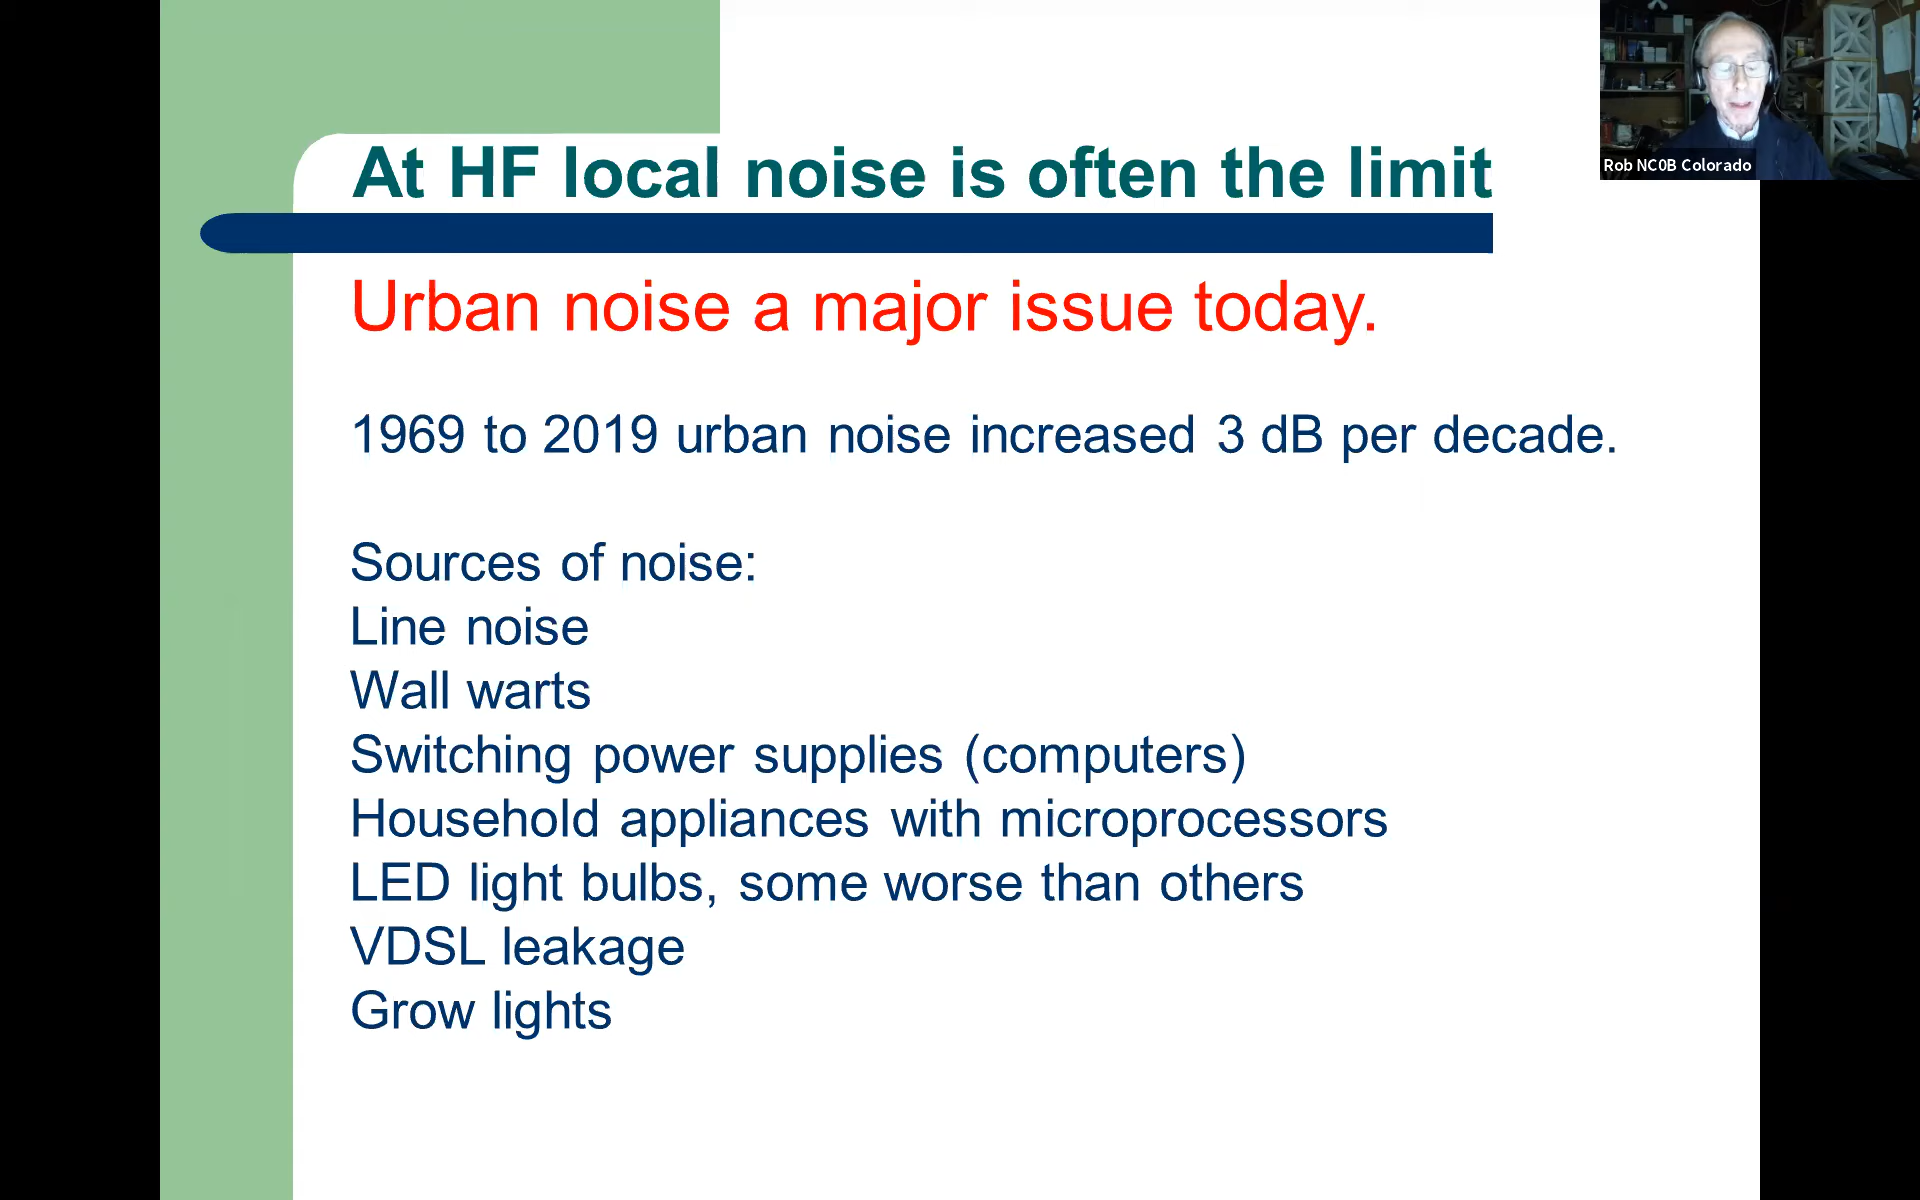 At HF local noise is often the limit
Rob NC0B Colorado
Urban noise a major issue today.
1969 to 2019 urban noise increased 3 dB per decade.
Sources of noise:
Line noise
Wall warts
Switching power supplies (computers)
Household appliances with microprocessors
LED light bulbs, some worse than others
VDSL leakage
Grow lights